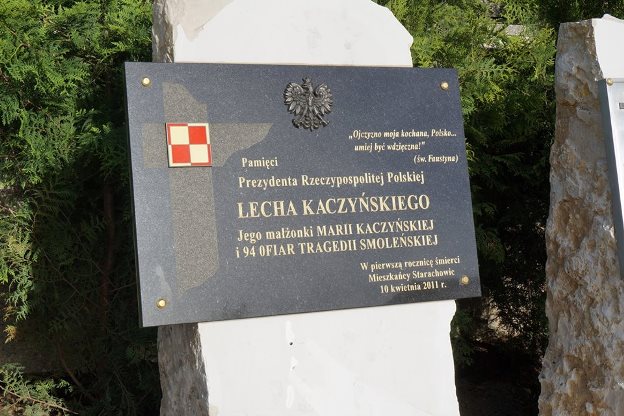 „Ojczyzno moja kochana, Polsko...
umiej być wdzięczna!”
(św. Faustyna)
Pamięci
Prezydenta Rzeczypospolitej Polskiej
LECHA KACZYŃSKIEGO
Jego małżonki MARII KACZYŃSKIEJ
i 94 OFIAR TRAGEDII SMOLEŃSKIEJ
W pierwszą rocznicę śmierci
Mieszkańcy Starachowic
10 kwietnia 2011 r.